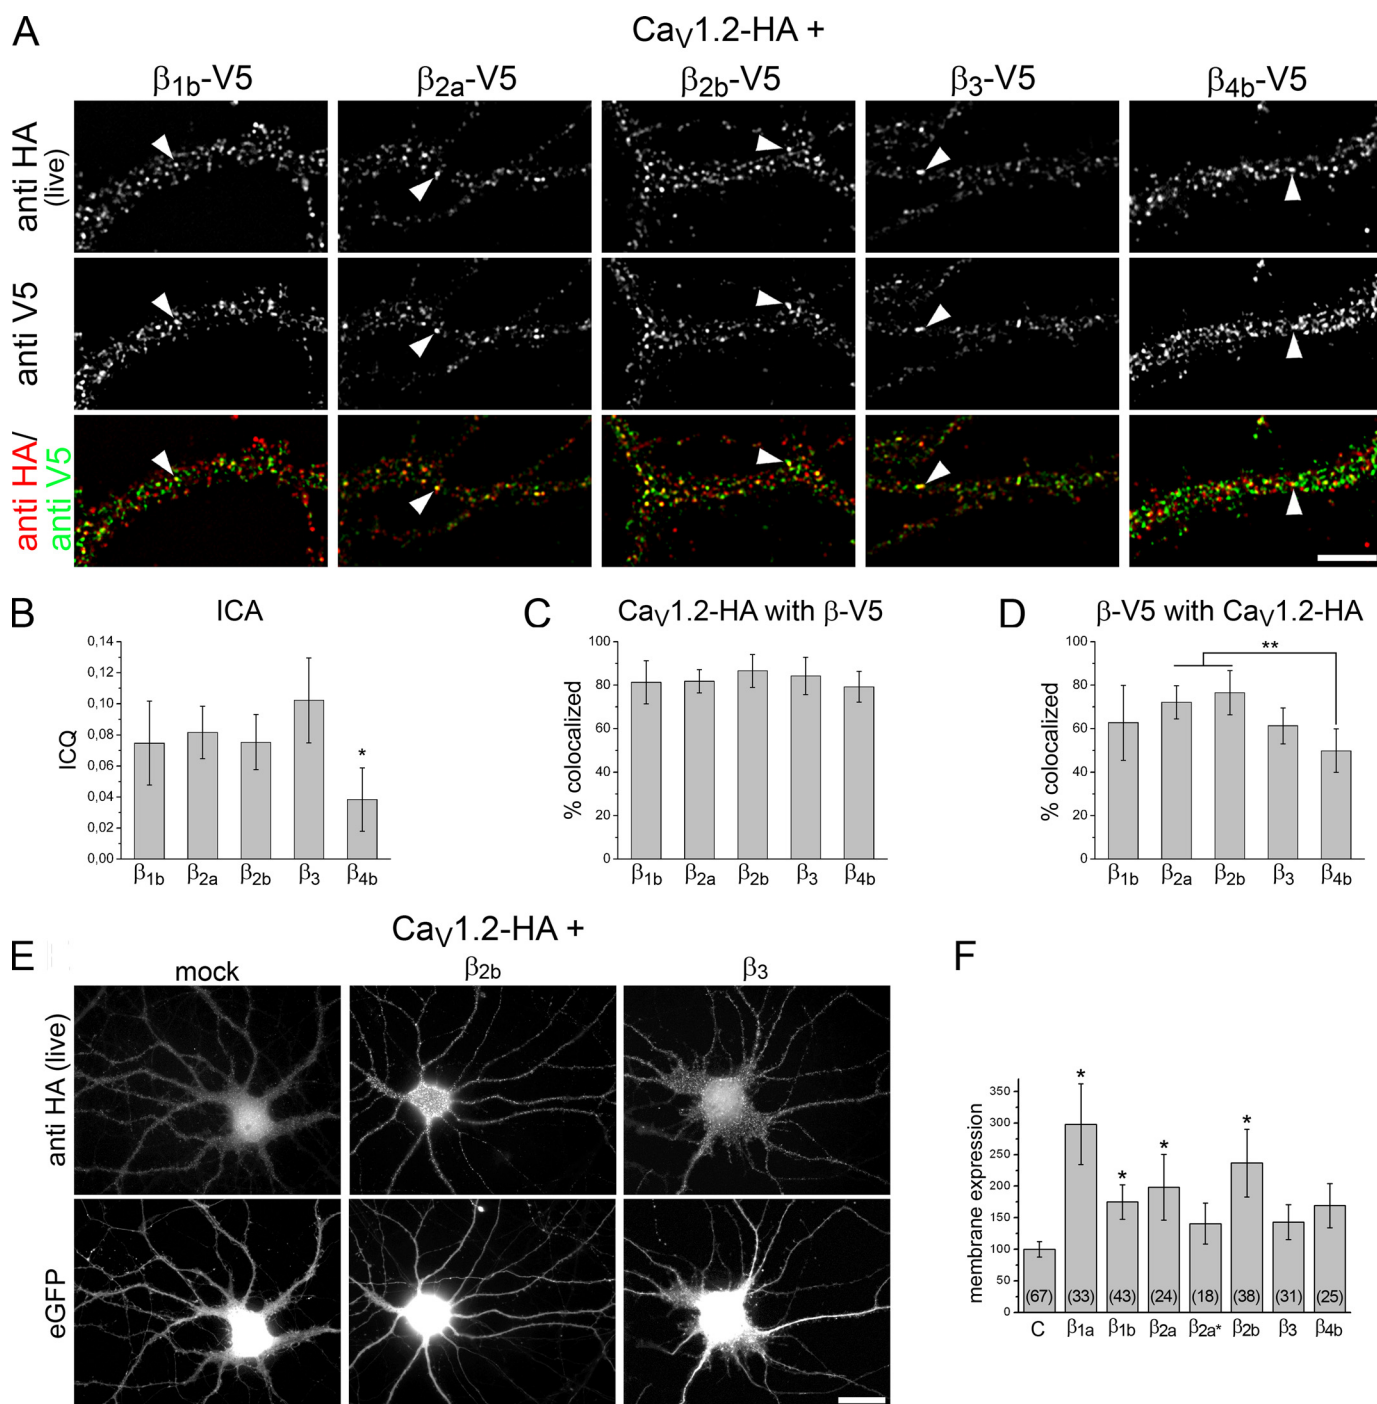 A
CaV1.2-HA +
β1b-V5 β2a-V5 β2b-V5 β3-V5 β4b-V5
anti HA
(live)
anti V5
anti HA/
anti V5
B
ICA
0,14
0,12
0,10
0,08
0,06
0,04
0,02
0,00
ICQ
*
β1b β2a β2b β3 β4b
C
CaV1.2-HA with β-V5
100
80
60
40
20
0
% colocalized
β1b β2a β2b β3 β4b
D
β-V5 with CaV1.2-HA
100
80
60
40
20
0
% colocalized
**
β1b β2a β2b β3 β4b
E
CaV1.2-HA +
mock β2b β3
anti HA (live)
eGFP
F
membrane expression
350
300
250
200
150
100
50
0
* * * *
(67) (33) (43) (24) (18) (38) (31) (25)
C β1a β1b β2a β2a* β2b β3 β4b